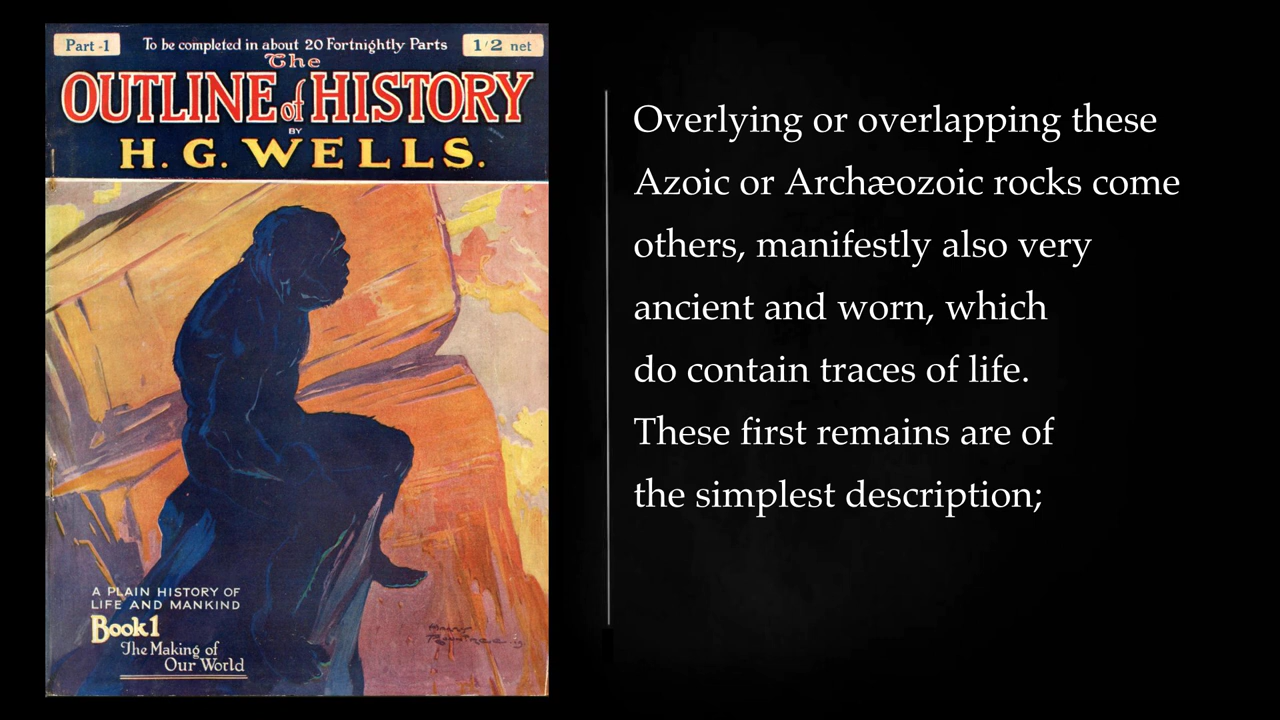 Part -1
To be completed in about 20 Fortnightly Parts
1/2 net
The
OUTLINE of HISTORY
BY
H. G. WELLS.
A PLAIN HISTORY OF
LIFE AND MANKIND
Book 1
The Making of
Our World
Overlying or overlapping these
Azoic or Archæozoic rocks come
others, manifestly also very
ancient and worn, which
do contain traces of life.
These first remains are of
the simplest description;